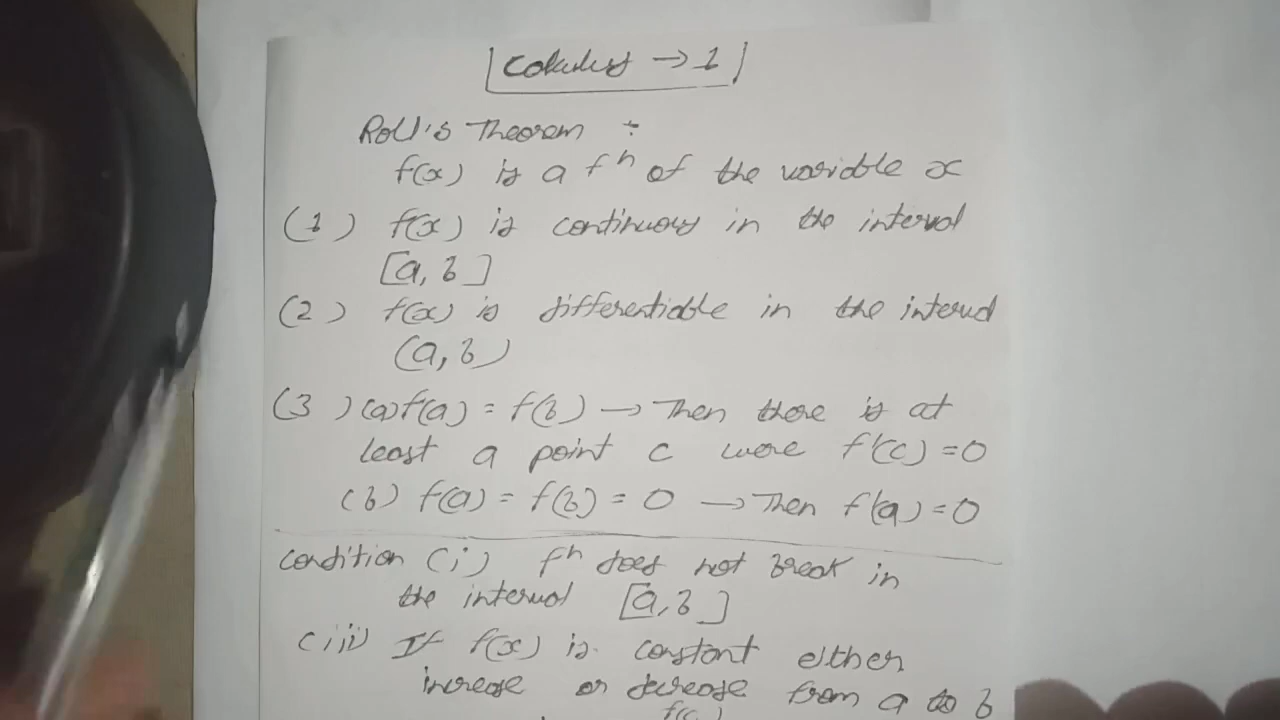 Calculus → 1
Roll's Theorem ÷
f(x) is a fⁿ of the variable x
(1) f(x) is continuous in the interval
[a, b]
(2) f(x) is differentiable in the interval
(a, b)
(3) (a) f(a) = f(b) → Then there is at
least a point c were f'(c) = 0
(b) f(a) = f(b) = 0 → Then f'(a) = 0
condition (i) fⁿ does not break in
the interval [a, b]
(iii) If f(x) is constant either
increase or decrease from a to b
f(c)